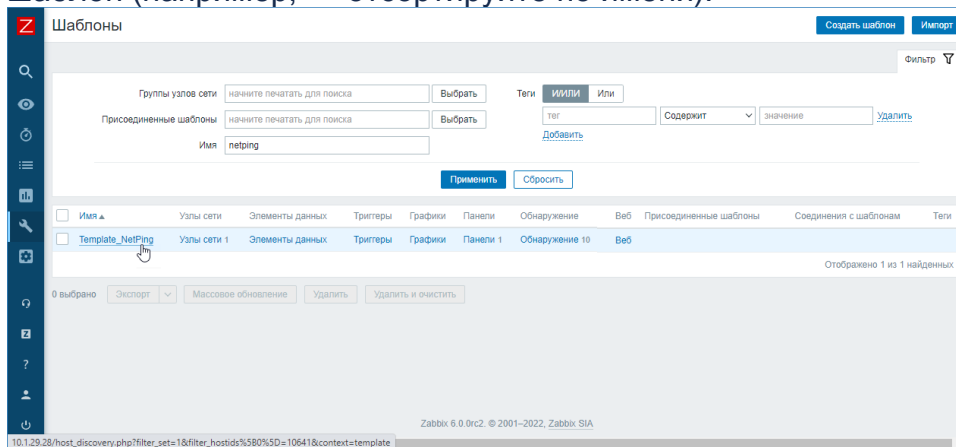 Шаблоны
Создать шаблон
Импорт
Фильтр
Группы узлов сети
начните печатать для поиска
Выбрать
Теги
И/ИЛИ
Или
Присоединенные шаблоны
начните печатать для поиска
Выбрать
тег
Содержит
значение
Удалить
Имя
netping
Добавить
Применить
Сбросить
Имя Узлы сети Элементы данных Триггеры Графики Панели Обнаружение Веб Присоединенные шаблоны Соединения с шаблонам Теги
Template_NetPing Узлы сети 1 Элементы данных Триггеры Графики Панели 1 Обнаружение 10 Веб
Отображено 1 из 1 найденных
0 выбрано Экспорт Массовое обновление Удалить Удалить и очистить
Zabbix 6.0.0rc2. © 2001–2022, Zabbix SIA
10.1.29.28/host_discovery.php?filter_set=1&filter_hostids%5B0%5D=10641&context=template